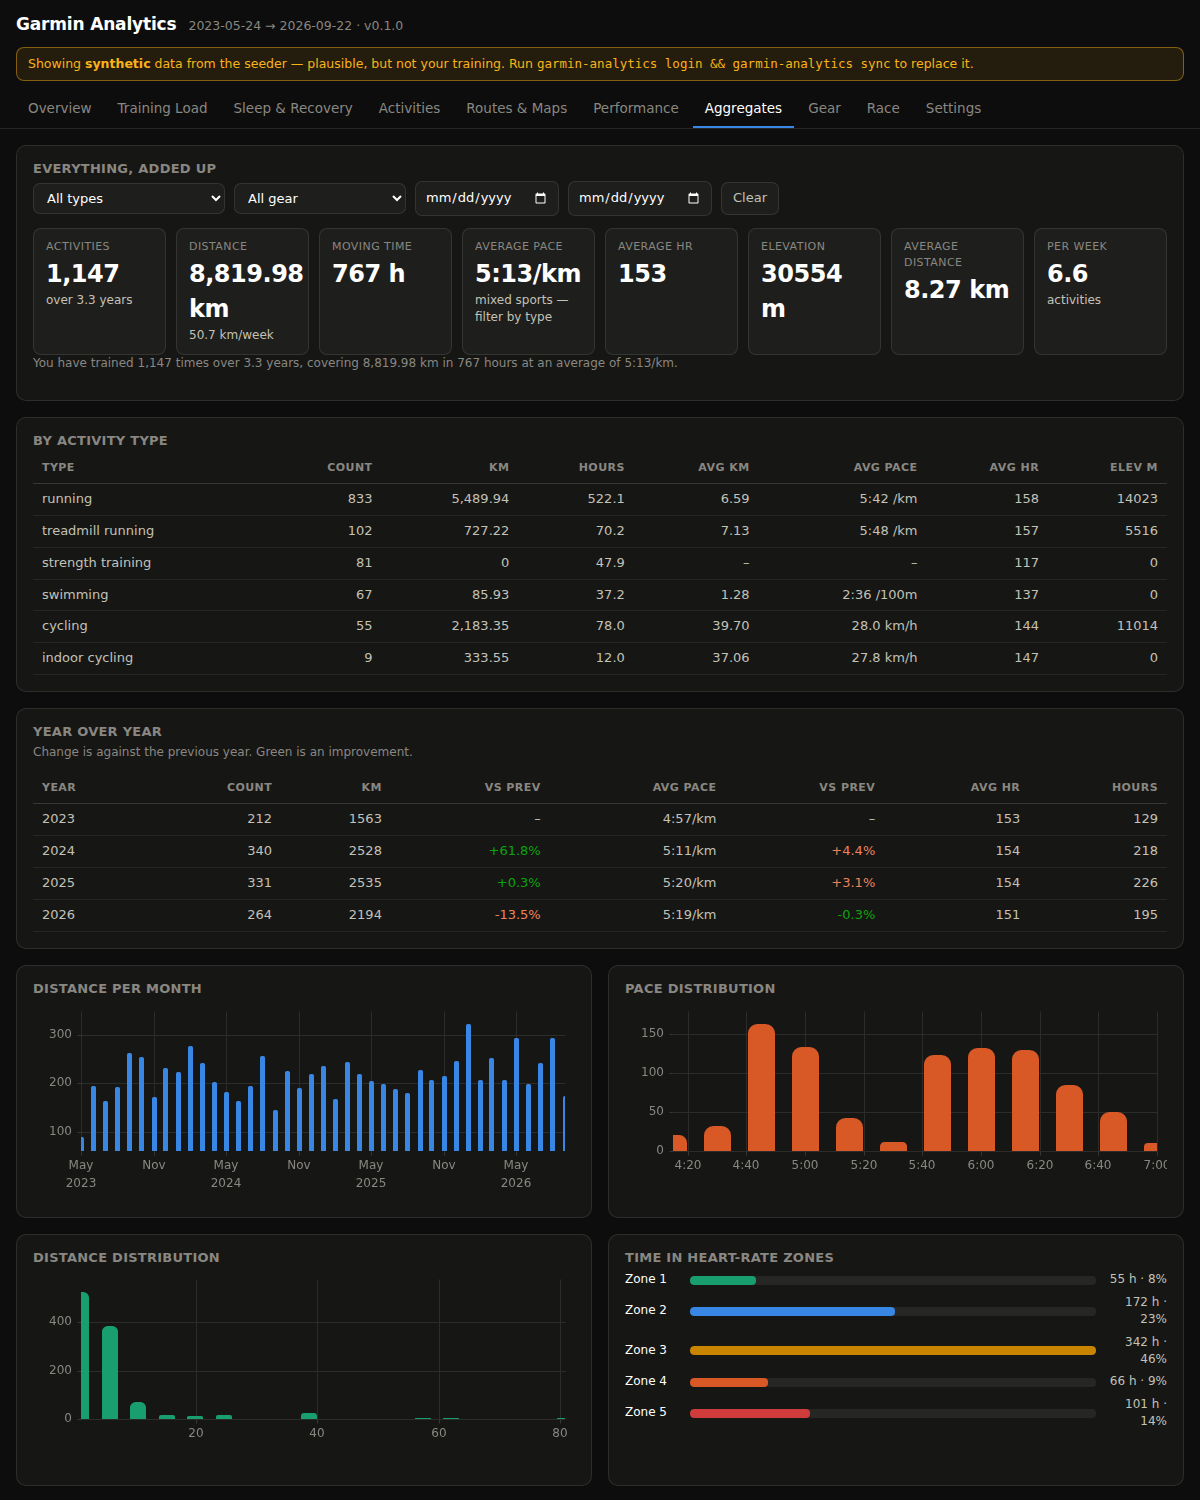 Garmin Analytics 2023-05-24 → 2026-09-22 · v0.1.0
Showing synthetic data from the seeder — plausible, but not your training. Run garmin-analytics login && garmin-analytics sync to replace it.
Overview Training Load Sleep & Recovery Activities Routes & Maps Performance Aggregates Gear Race Settings
EVERYTHING, ADDED UP
All types All gear mm/dd/yyyy mm/dd/yyyy Clear
ACTIVITIES
1,147
over 3.3 years
DISTANCE
8,819.98
km
50.7 km/week
MOVING TIME
767 h
AVERAGE PACE
5:13/km
mixed sports —
filter by type
AVERAGE HR
153
ELEVATION
30554
m
AVERAGE
DISTANCE
8.27 km
PER WEEK
6.6
activities
You have trained 1,147 times over 3.3 years, covering 8,819.98 km in 767 hours at an average of 5:13/km.
BY ACTIVITY TYPE
TYPE COUNT KM HOURS AVG KM AVG PACE AVG HR ELEV M
running 833 5,489.94 522.1 6.59 5:42 /km 158 14023
treadmill running 102 727.22 70.2 7.13 5:48 /km 157 5516
strength training 81 0 47.9 – – 117 0
swimming 67 85.93 37.2 1.28 2:36 /100m 137 0
cycling 55 2,183.35 78.0 39.70 28.0 km/h 144 11014
indoor cycling 9 333.55 12.0 37.06 27.8 km/h 147 0
YEAR OVER YEAR
Change is against the previous year. Green is an improvement.
YEAR COUNT KM VS PREV AVG PACE VS PREV AVG HR HOURS
2023 212 1563 – 4:57/km – 153 129
2024 340 2528 +61.8% 5:11/km +4.4% 154 218
2025 331 2535 +0.3% 5:20/km +3.1% 154 226
2026 264 2194 -13.5% 5:19/km -0.3% 151 195
DISTANCE PER MONTH
300
200
100
May Nov May Nov May Nov May
2023 2024 2025 2026
PACE DISTRIBUTION
150
100
50
0
4:20 4:40 5:00 5:20 5:40 6:00 6:20 6:40 7:00
DISTANCE DISTRIBUTION
400
200
0
20 40 60 80
TIME IN HEART-RATE ZONES
Zone 1 55 h · 8%
Zone 2 172 h ·
23%
Zone 3 342 h ·
46%
Zone 4 66 h · 9%
Zone 5 101 h ·
14%